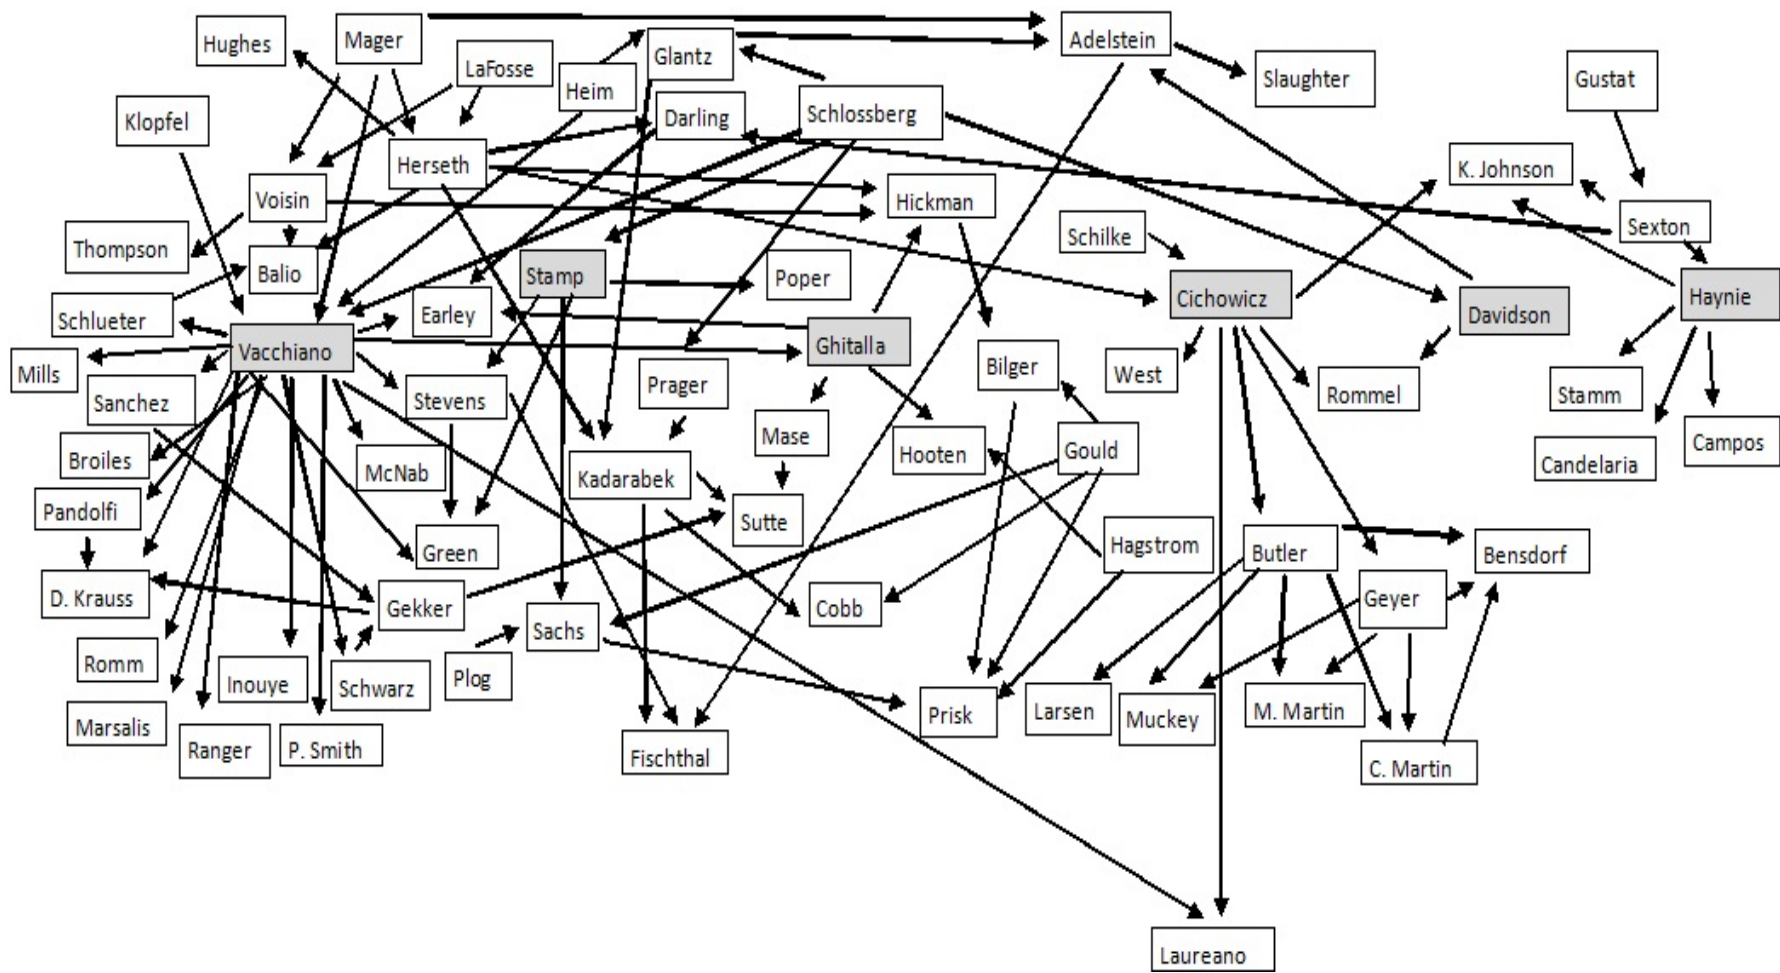 Hughes
Mager
LaFosse
Glantz
Adelstein
Slaughter
Gustat
Klopfel
Heim
Darling
Schlossberg
Herseth
K. Johnson
Voisin
Hickman
Sexton
Thompson
Balio
Stamp
Poper
Schilke
Cichowicz
Davidson
Haynie
Schlueter
Earley
Vacchiano
Ghitalla
Mills
Sanchez
Stevens
Prager
Bilger
West
Rommel
Stamm
Broiles
McNab
Mase
Hooten
Gould
Candelaria
Campos
Kadarabek
Pandolfi
Green
Sutte
Hagstrom
Butler
Bensdorf
D. Krauss
Gekker
Cobb
Geyer
Sachs
Romm
Inouye
Schwarz
Plog
Prisk
Larsen
Muckey
M. Martin
Marsalis
Ranger
P. Smith
Fischthal
C. Martin
Laureano